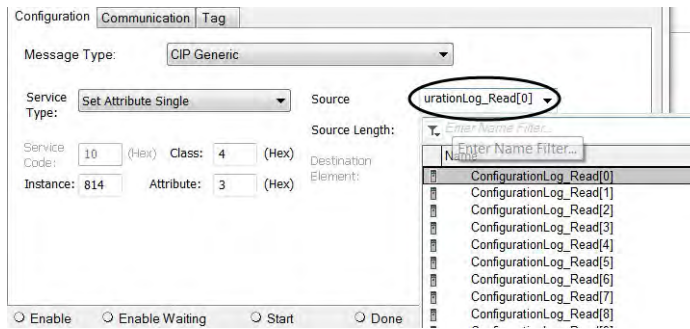 Configuration Communication Tag
Message Type: CIP Generic
Service Type: Set Attribute Single
Source urationLog_Read[0]
Source Length:
Enter Name Filter...
Enter Name Filter...
Service Code: 10 (Hex) Class: 4 (Hex)
Destination Element:
Name
Instance: 814 Attribute: 3 (Hex)
ConfigurationLog_Read[0]
ConfigurationLog_Read[1]
ConfigurationLog_Read[2]
ConfigurationLog_Read[3]
ConfigurationLog_Read[4]
ConfigurationLog_Read[5]
ConfigurationLog_Read[6]
ConfigurationLog_Read[7]
ConfigurationLog_Read[8]
Enable Enable Waiting Start Done